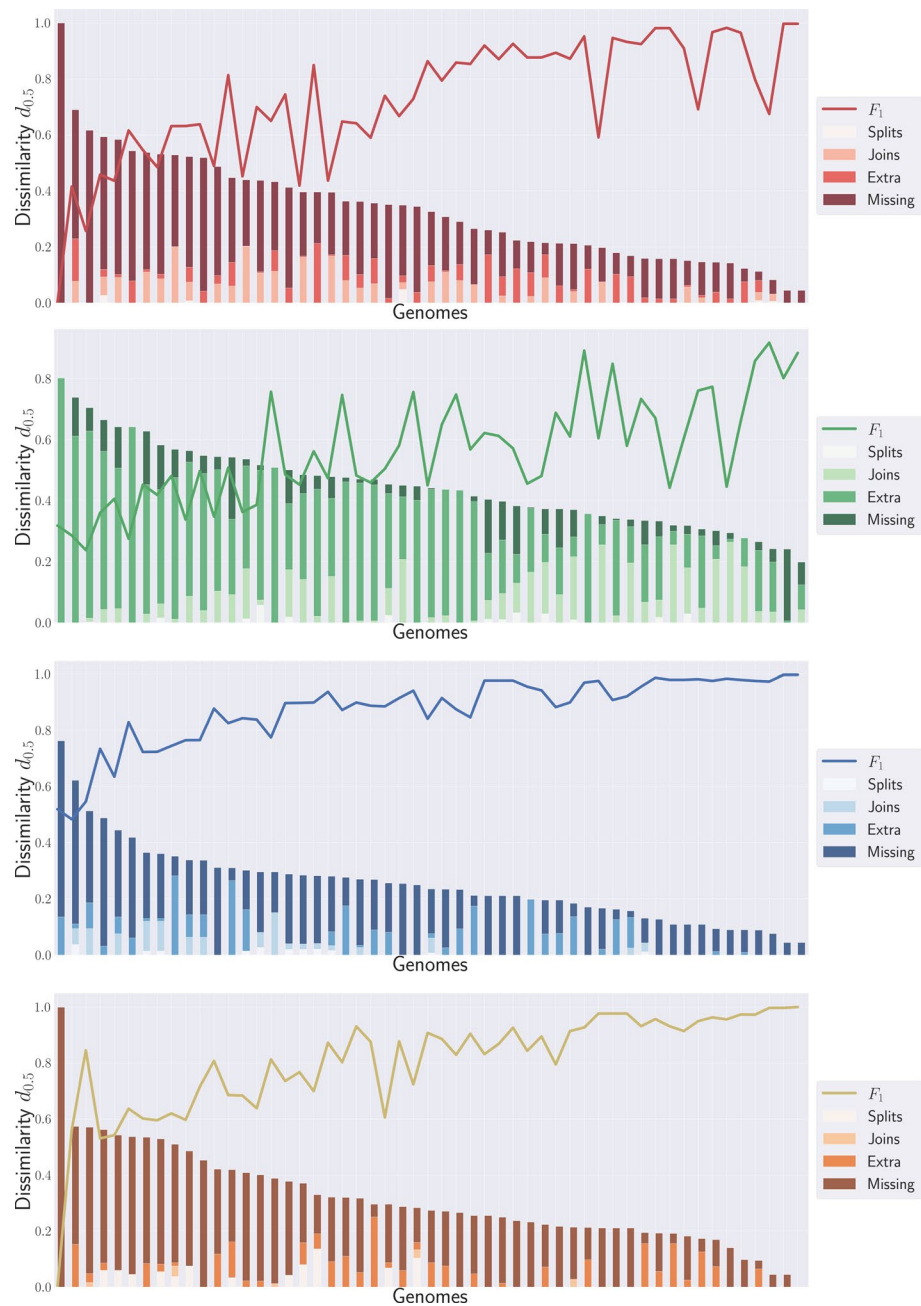 1.0
0.8
0.6
0.4
0.2
0.0
Dissimilarity d_{0.5}
Genomes
F_1
Splits
Joins
Extra
Missing
0.8
0.6
0.4
0.2
0.0
Dissimilarity d_{0.5}
Genomes
F_1
Splits
Joins
Extra
Missing
1.0
0.8
0.6
0.4
0.2
0.0
Dissimilarity d_{0.5}
Genomes
F_1
Splits
Joins
Extra
Missing
1.0
0.8
0.6
0.4
0.2
0.0
Dissimilarity d_{0.5}
Genomes
F_1
Splits
Joins
Extra
Missing